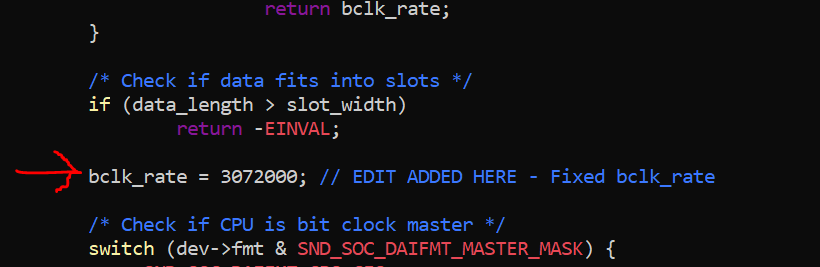 return bclk_rate;
}
/* Check if data fits into slots */
if (data_length > slot_width)
return -EINVAL;
bclk_rate = 3072000; // EDIT ADDED HERE - Fixed bclk_rate
/* Check if CPU is bit clock master */
switch (dev->fmt & SND_SOC_DAIFMT_MASTER_MASK) {